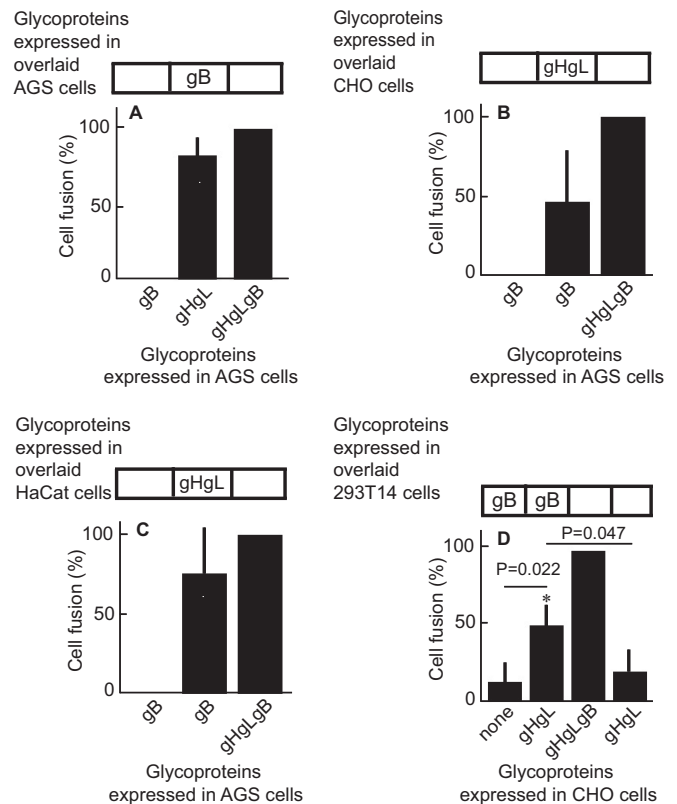 Glycoproteins
expressed in
overlaid
AGS cells
gB
A
Cell fusion (%)
100
50
0
gB
gHgL
gHgLgB
Glycoproteins
expressed in AGS cells
Glycoproteins
expressed in
overlaid
CHO cells
gHgL
B
Cell fusion (%)
100
50
0
gB
gB
gHgLgB
Glycoproteins
expressed in AGS cells
Glycoproteins
expressed in
overlaid
HaCat cells
gHgL
C
Cell fusion (%)
100
50
0
gB
gB
gHgLgB
Glycoproteins
expressed in AGS cells
Glycoproteins
expressed in
overlaid
293T14 cells
gB gB
D
P=0.047
P=0.022
*
Cell fusion (%)
100
50
0
none
gHgL
gHgLgB
gHgL
Glycoproteins
expressed in CHO cells